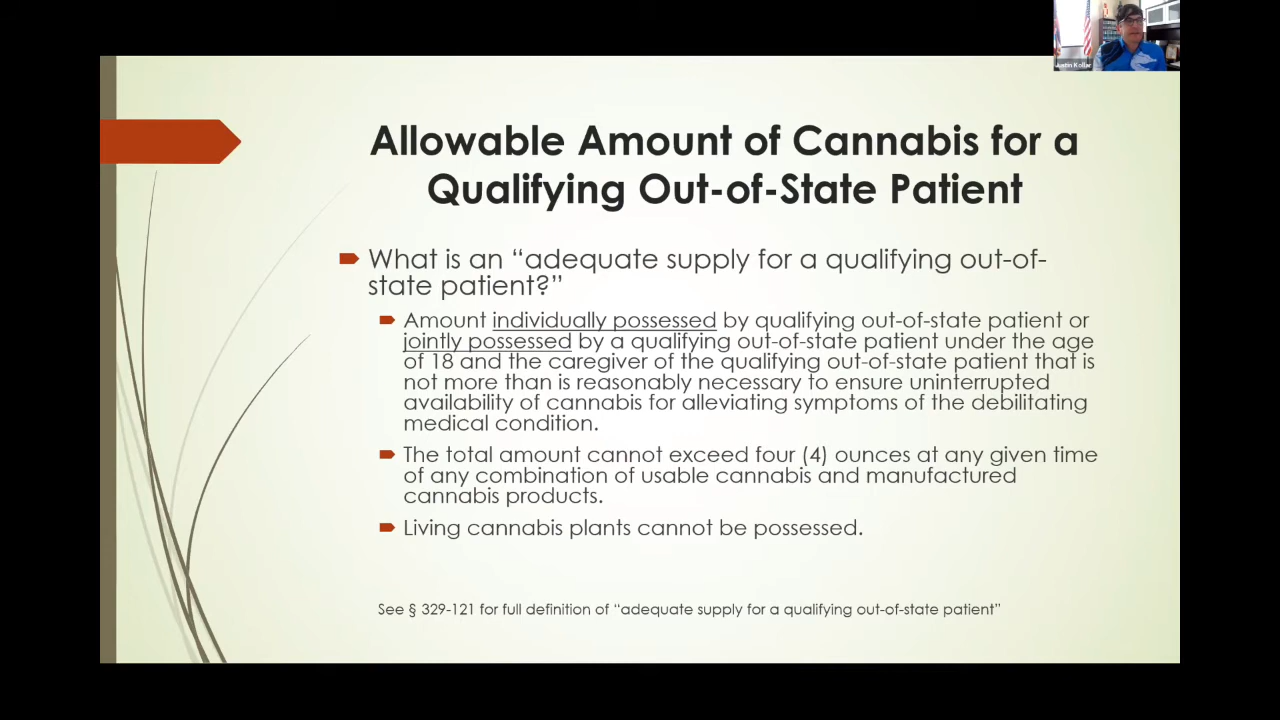 Justin Kollar
Allowable Amount of Cannabis for a
Qualifying Out-of-State Patient
What is an “adequate supply for a qualifying out-of-
state patient?”
Amount individually possessed by qualifying out-of-state patient or
jointly possessed by a qualifying out-of-state patient under the age
of 18 and the caregiver of the qualifying out-of-state patient that is
not more than is reasonably necessary to ensure uninterrupted
availability of cannabis for alleviating symptoms of the debilitating
medical condition.
The total amount cannot exceed four (4) ounces at any given time
of any combination of usable cannabis and manufactured
cannabis products.
Living cannabis plants cannot be possessed.
See § 329-121 for full definition of “adequate supply for a qualifying out-of-state patient”